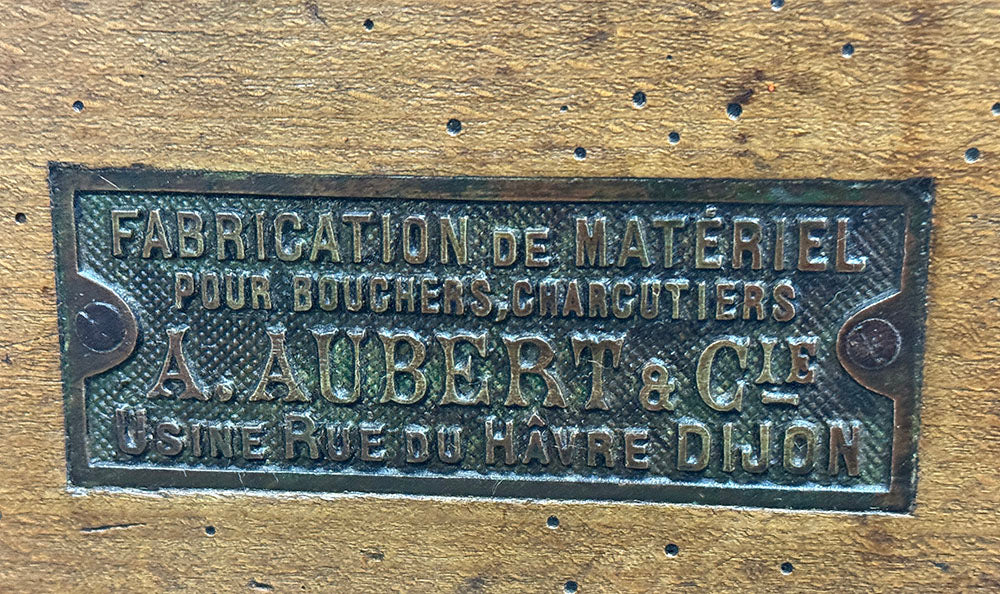 FABRICATION DE MATÉRIEL
POUR BOUCHERS, CHARCUTIERS
A. AUBERT & CIE
USINE RUE DU HÂVRE DIJON